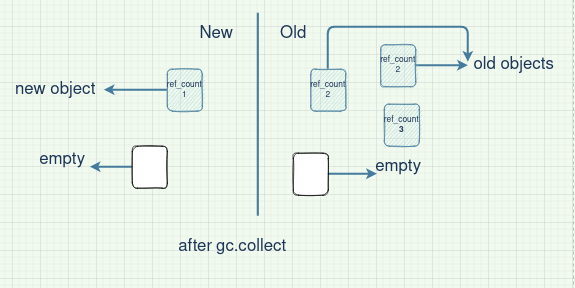 New
Old
new object
ref_count
1
ref_count
2
ref_count
2
old objects
ref_count
3
empty
empty
after gc.collect